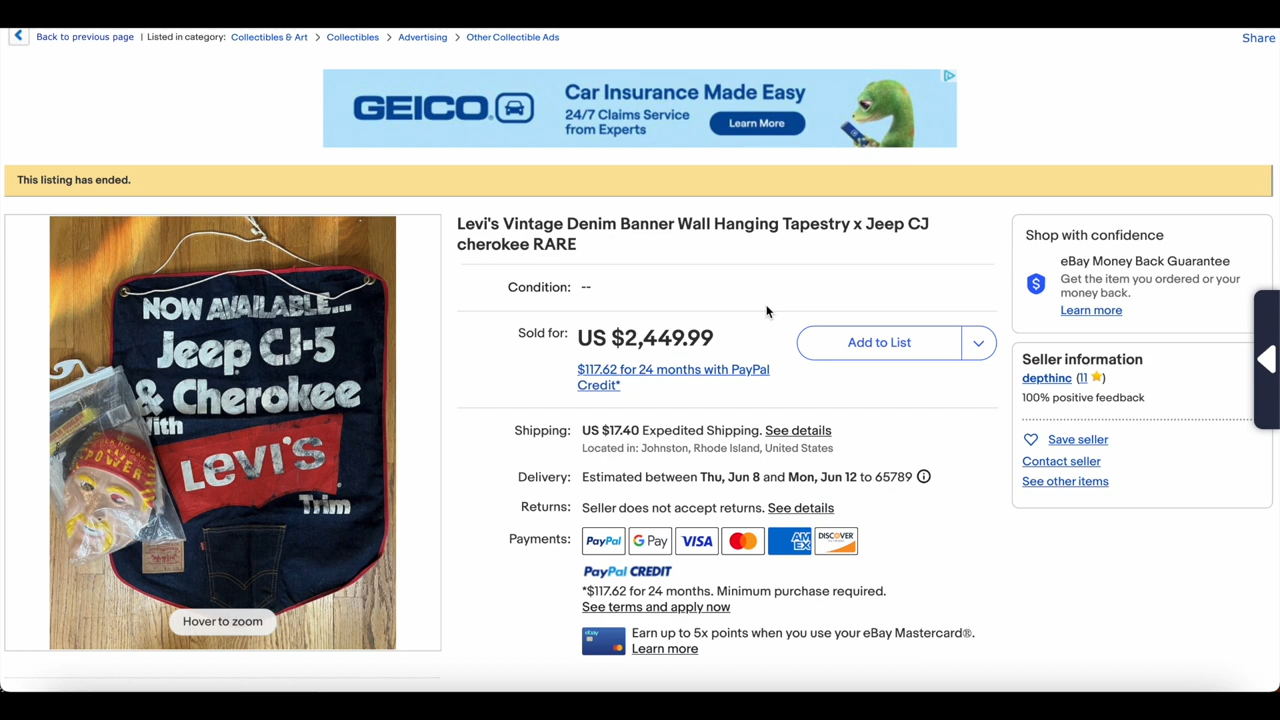 Back to previous page | Listed in category: Collectibles & Art > Collectibles > Advertising > Other Collectible Ads
Share
GEICO
Car Insurance Made Easy
24/7 Claims Service
from Experts
Learn More
This listing has ended.
NOW AVAILABLE...
Jeep CJ-5
& Cherokee
With
Levi's
Trim
POWER
Hover to zoom
Levi's Vintage Denim Banner Wall Hanging Tapestry x Jeep CJ
cherokee RARE
Condition: --
Sold for: US $2,449.99
Add to List
$117.62 for 24 months with PayPal
Credit*
Shipping: US $17.40 Expedited Shipping. See details
Located in: Johnston, Rhode Island, United States
Delivery: Estimated between Thu, Jun 8 and Mon, Jun 12 to 65789
Returns: Seller does not accept returns. See details
Payments: PayPal G Pay VISA AMEX DISCOVER
PayPal CREDIT
*$117.62 for 24 months. Minimum purchase required.
See terms and apply now
ebay
Earn up to 5x points when you use your eBay Mastercard®.
Learn more
Shop with confidence
eBay Money Back Guarantee
$
Get the item you ordered or your
money back.
Learn more
Seller information
depthinc (11)
100% positive feedback
Save seller
Contact seller
See other items